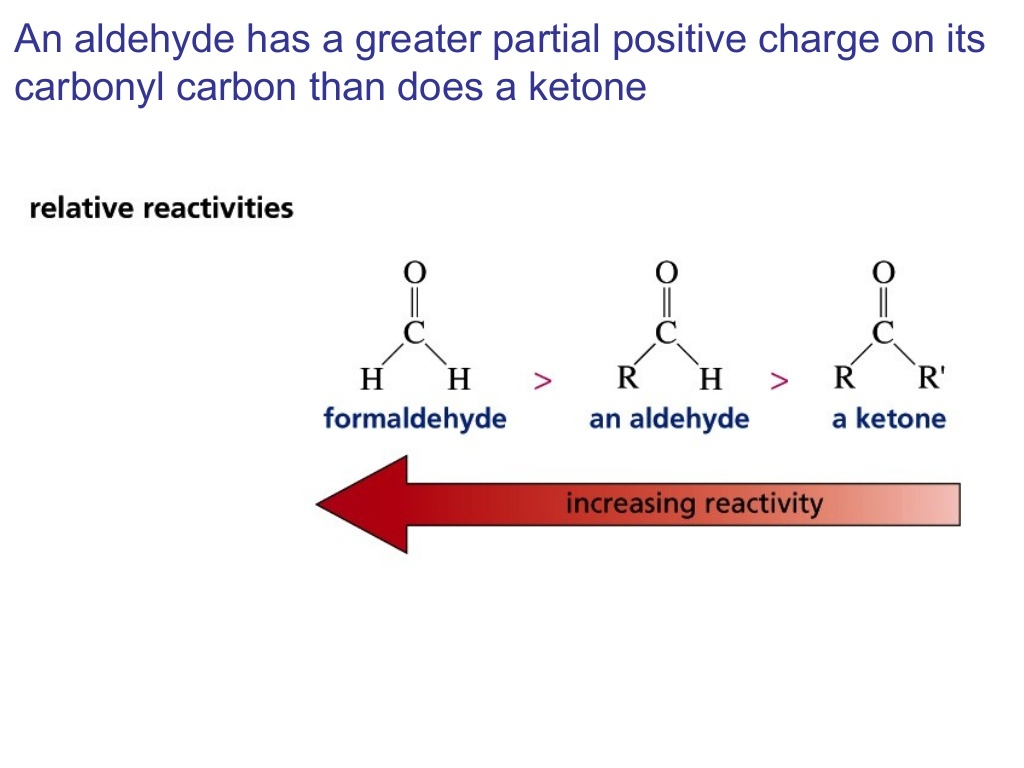 An aldehyde has a greater partial positive charge on its
carbonyl carbon than does a ketone
relative reactivities
O O O
C C C
H H > R H > R R'
formaldehyde an aldehyde a ketone
increasing reactivity